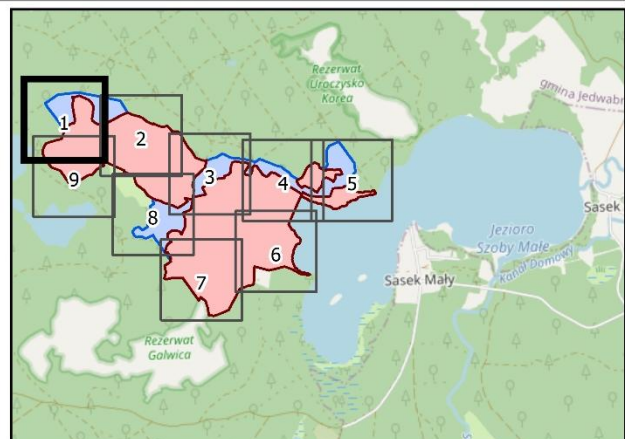 Rezerwat
Uroczysko
Korea
gmina Jedwabn
1
2
3
4
5
9
8
6
7
Sasek
Jezioro
Szoby Małe
Kanał Domowy
Sasek Mały
Rezerwat
Galwica
S